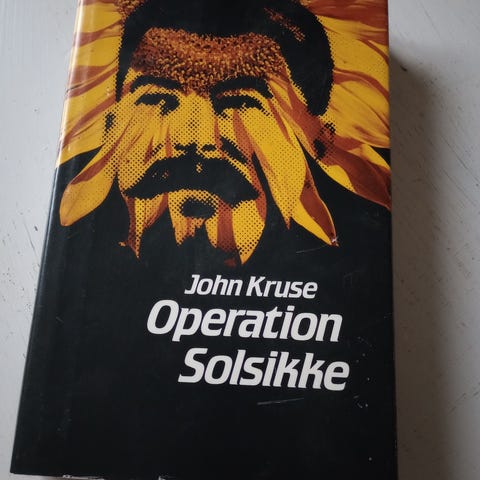 John Kruse
Operation
Solsikke